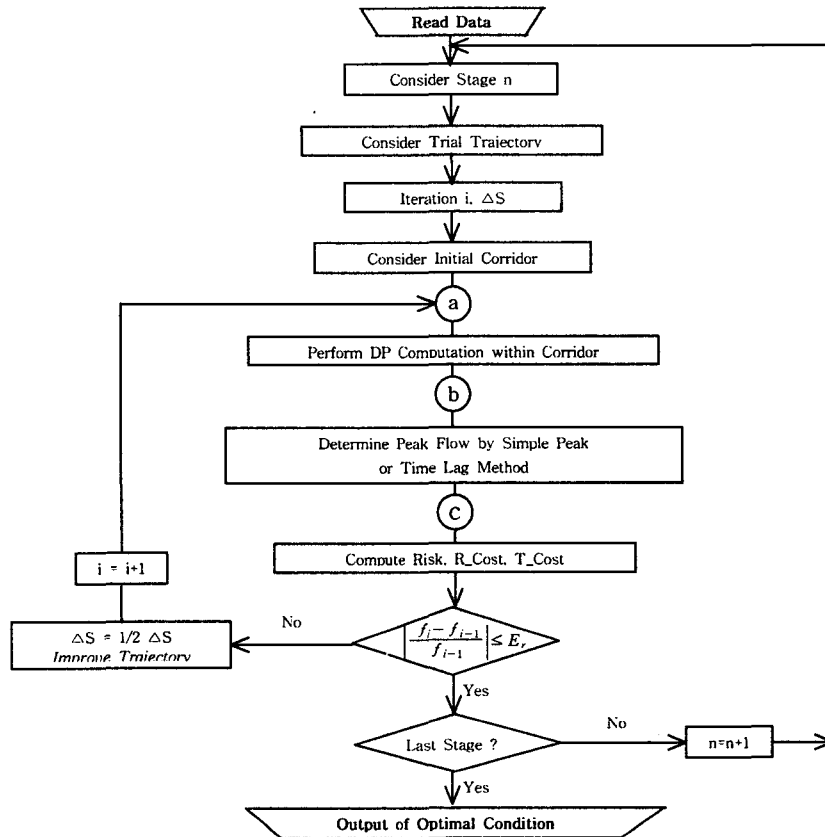 Read Data
Consider Stage n
Consider Trial Trajectory
Iteration i, △S
Consider Initial Corridor
a
Perform DP Computation within Corridor
b
Determine Peak Flow by Simple Peak
or Time Lag Method
c
Compute Risk, R_Cost, T_Cost
i = i+1
△S = 1/2 △S
Improve Trajectory
No
| (f_i − f_{i−1}) / f_{i−1} | ≤ E_r
Yes
Last Stage ?
No
n=n+1
Yes
Output of Optimal Condition